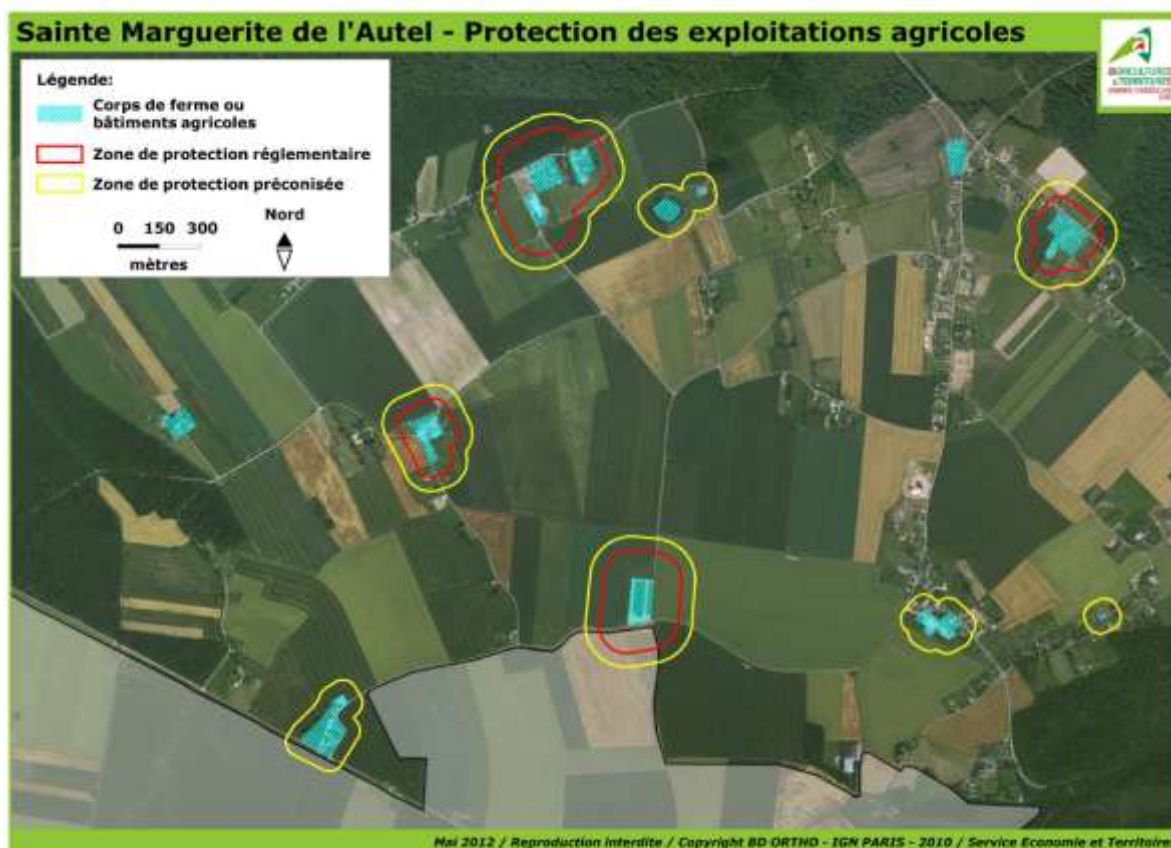 Sainte Marguerite de l'Autel - Protection des exploitations agricoles
Légende:
Corps de ferme ou
bâtiments agricoles
Zone de protection réglementaire
Zone de protection préconisée
Nord
0 150 300
mètres
AGRICULTURES
& TERRITOIRES
Mai 2012 / Reproduction interdite / Copyright BD ORTHO - IGN PARIS - 2010 / Service Economie et Territoire